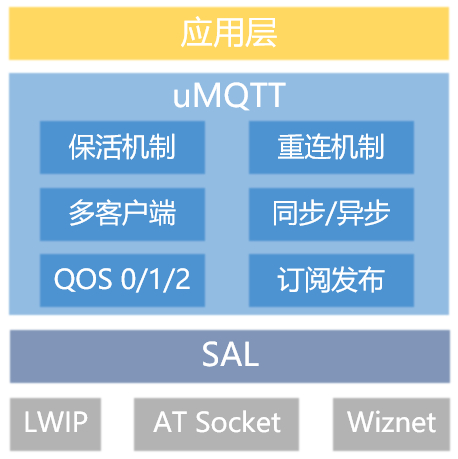 应用层
uMQTT
保活机制 重连机制
多客户端 同步/异步
QOS 0/1/2 订阅发布
SAL
LWIP AT Socket Wiznet